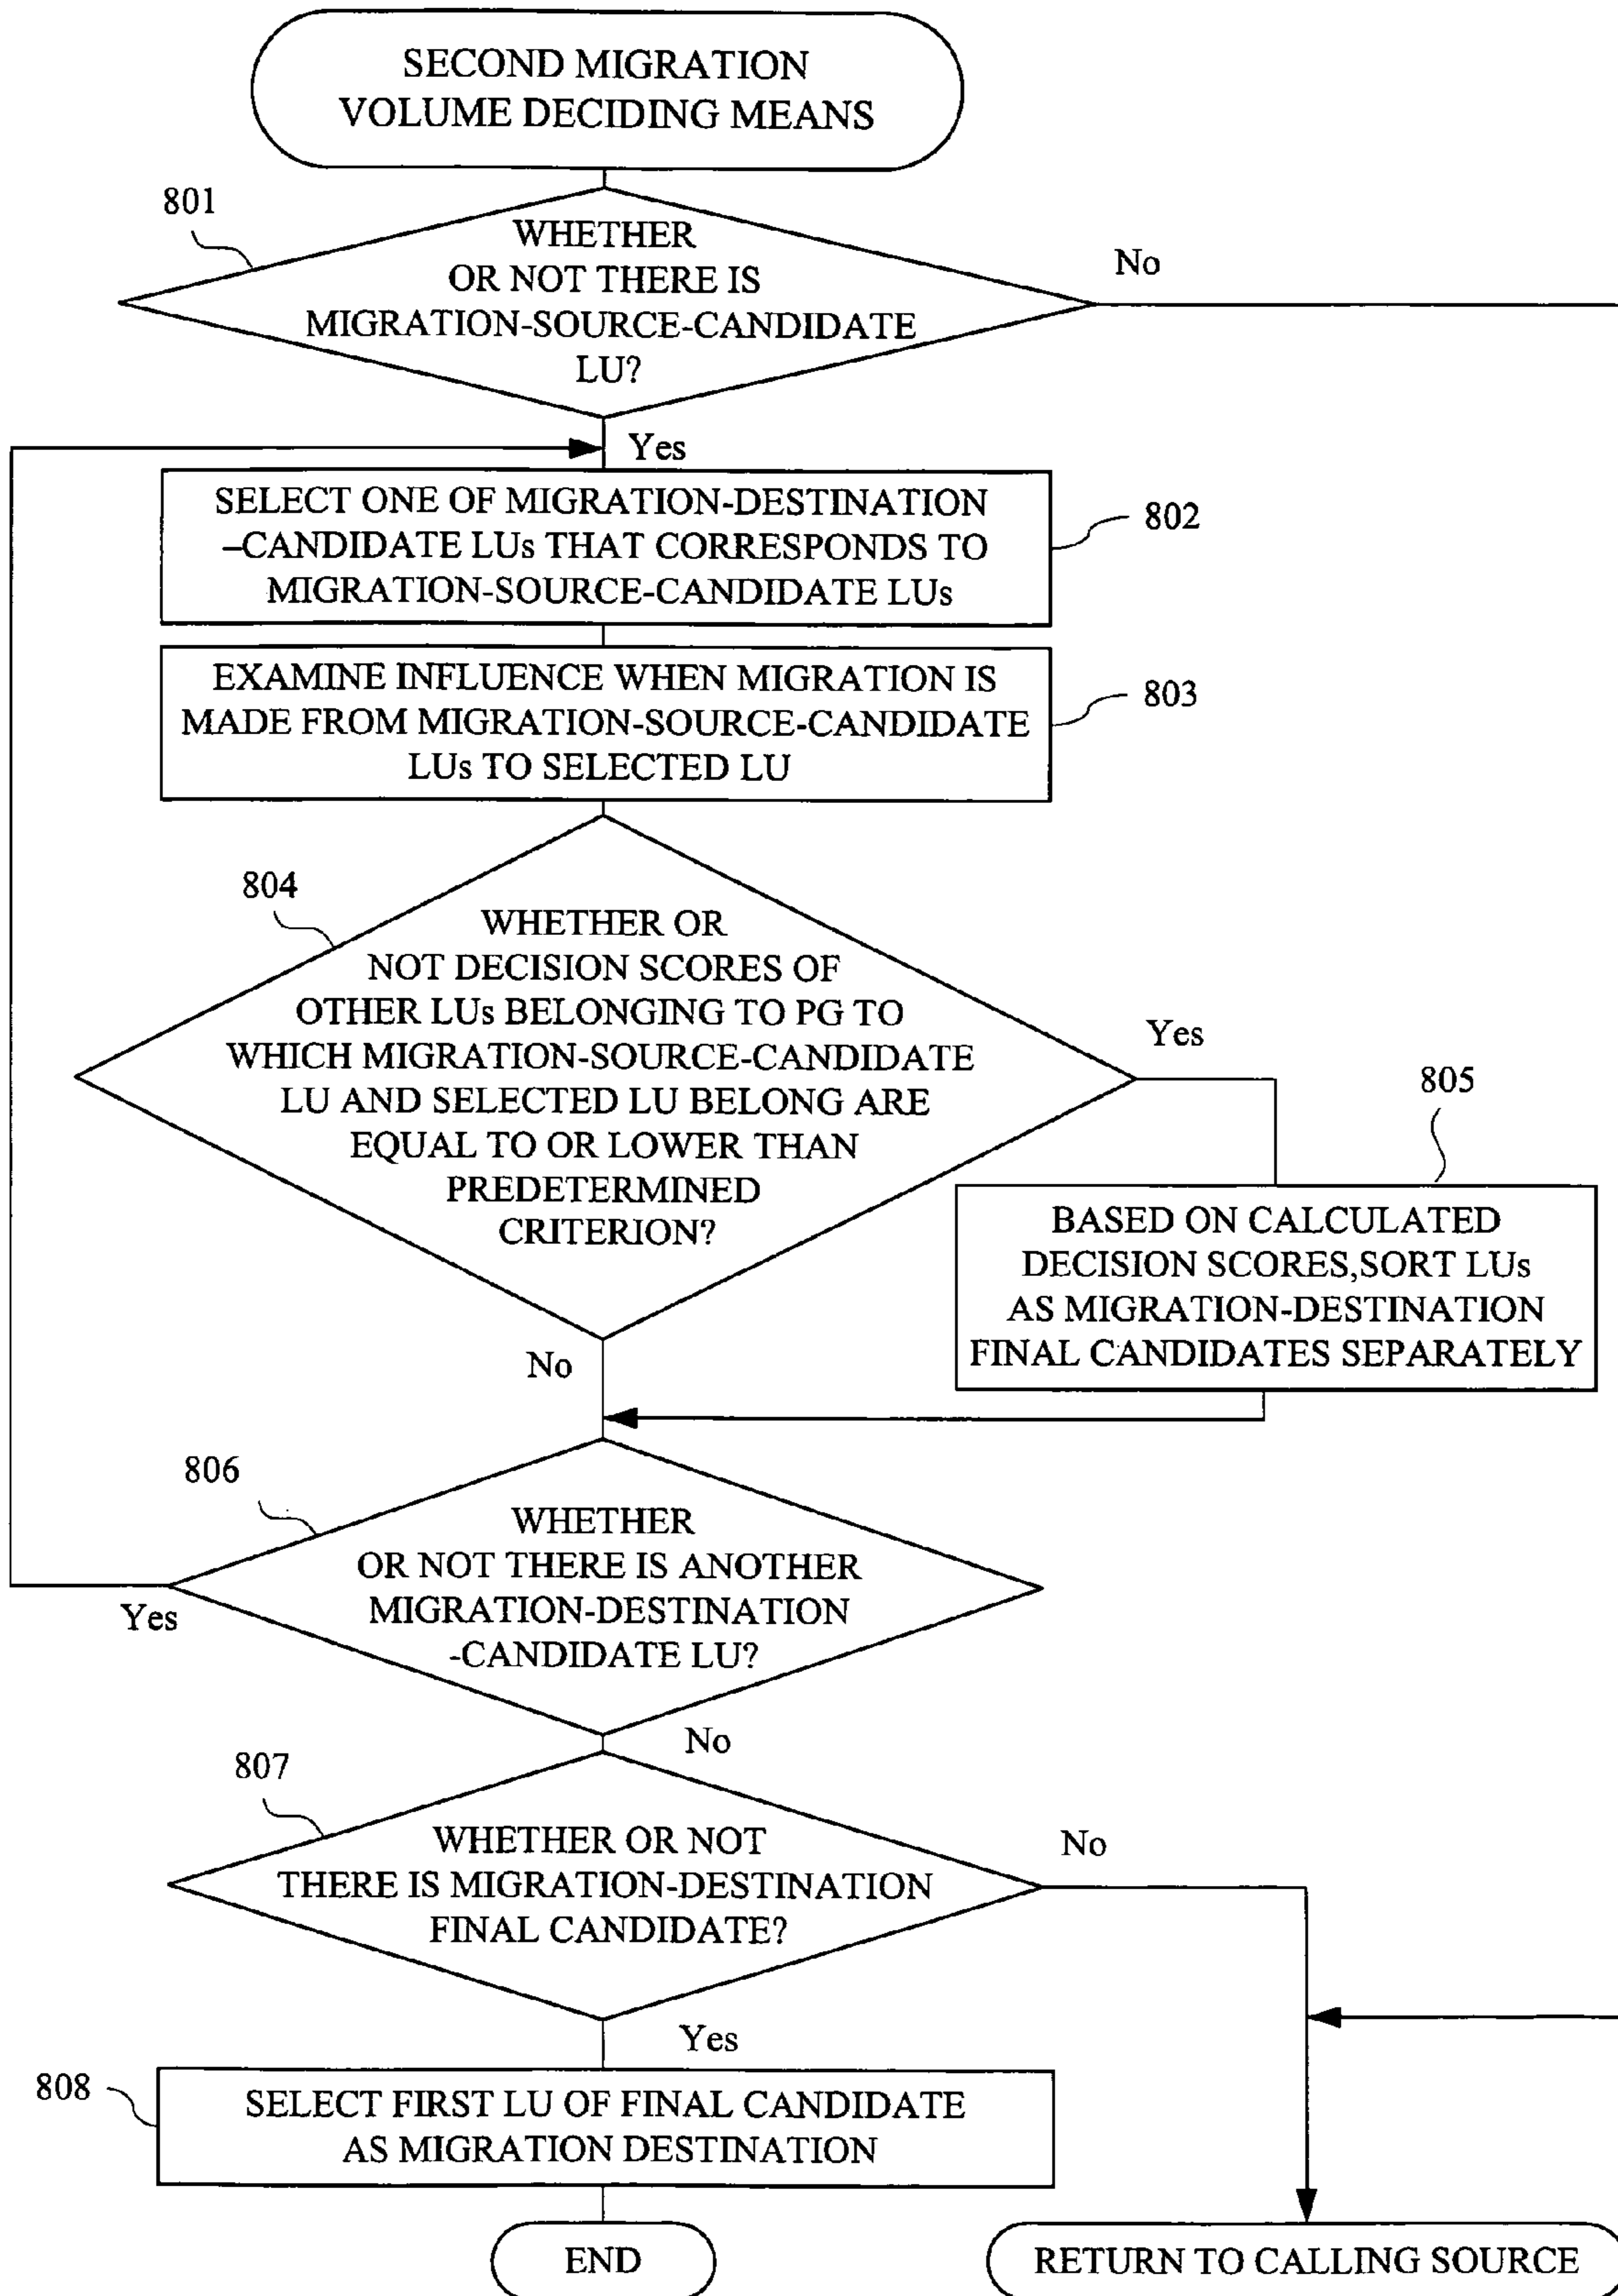 SECOND MIGRATION
VOLUME DECIDING MEANS
801
WHETHER
OR NOT THERE IS
MIGRATION-SOURCE-CANDIDATE
LU?
No
Yes
SELECT ONE OF MIGRATION-DESTINATION
–CANDIDATE LUs THAT CORRESPONDS TO
MIGRATION-SOURCE-CANDIDATE LUs
802
EXAMINE INFLUENCE WHEN MIGRATION IS
MADE FROM MIGRATION-SOURCE-CANDIDATE
LUs TO SELECTED LU
803
804
WHETHER OR
NOT DECISION SCORES OF
OTHER LUs BELONGING TO PG TO
WHICH MIGRATION-SOURCE-CANDIDATE
LU AND SELECTED LU BELONG ARE
EQUAL TO OR LOWER THAN
PREDETERMINED
CRITERION?
Yes
805
BASED ON CALCULATED
DECISION SCORES,SORT LUs
AS MIGRATION-DESTINATION
FINAL CANDIDATES SEPARATELY
No
806
WHETHER
OR NOT THERE IS ANOTHER
MIGRATION-DESTINATION
-CANDIDATE LU?
Yes
No
807
WHETHER OR NOT
THERE IS MIGRATION-DESTINATION
FINAL CANDIDATE?
No
Yes
808
SELECT FIRST LU OF FINAL CANDIDATE
AS MIGRATION DESTINATION
END
RETURN TO CALLING SOURCE